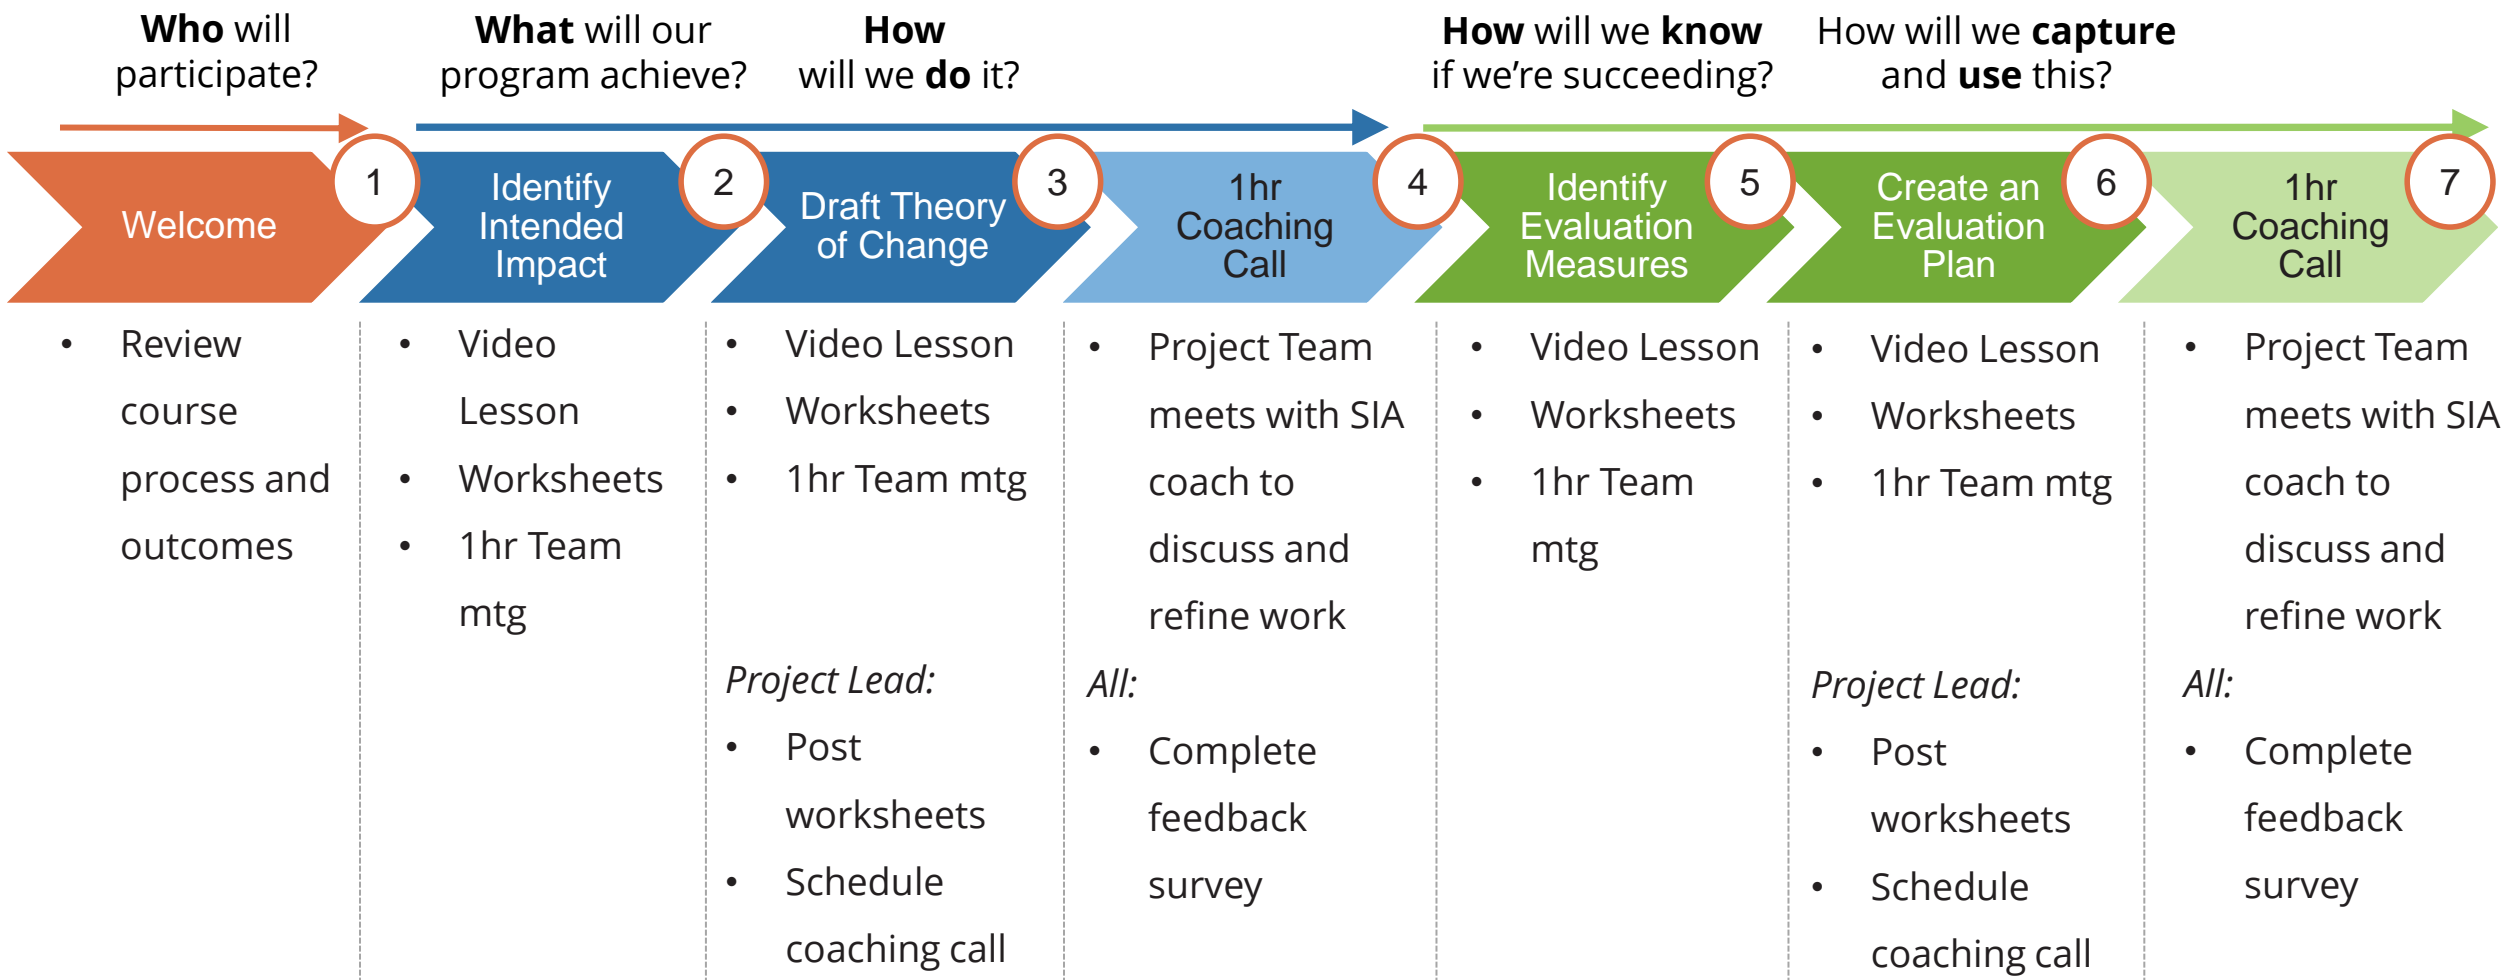 Who will
participate?
What will our
program achieve?
How
will we do it?
How will we know
if we’re succeeding?
How will we capture
and use this?
Welcome
1
Identify
Intended
Impact
2
Draft Theory
of Change
3
1hr
Coaching
Call
4
Identify
Evaluation
Measures
5
Create an
Evaluation
Plan
6
1hr
Coaching
Call
7
• Review
course
process and
outcomes
• Video
Lesson
• Worksheets
• 1hr Team
mtg
• Video Lesson
• Worksheets
• 1hr Team mtg
Project Lead:
• Post
worksheets
• Schedule
coaching call
• Project Team
meets with SIA
coach to
discuss and
refine work
All:
• Complete
feedback
survey
• Video Lesson
• Worksheets
• 1hr Team
mtg
• Video Lesson
• Worksheets
• 1hr Team mtg
Project Lead:
• Post
worksheets
• Schedule
coaching call
• Project Team
meets with SIA
coach to
discuss and
refine work
All:
• Complete
feedback
survey